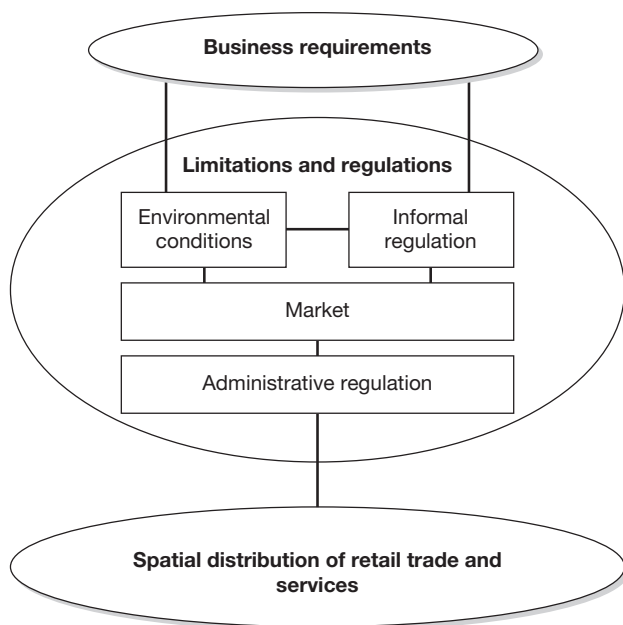 Business requirements
Limitations and regulations
Environmental
conditions
Informal
regulation
Market
Administrative regulation
Spatial distribution of retail trade and
services